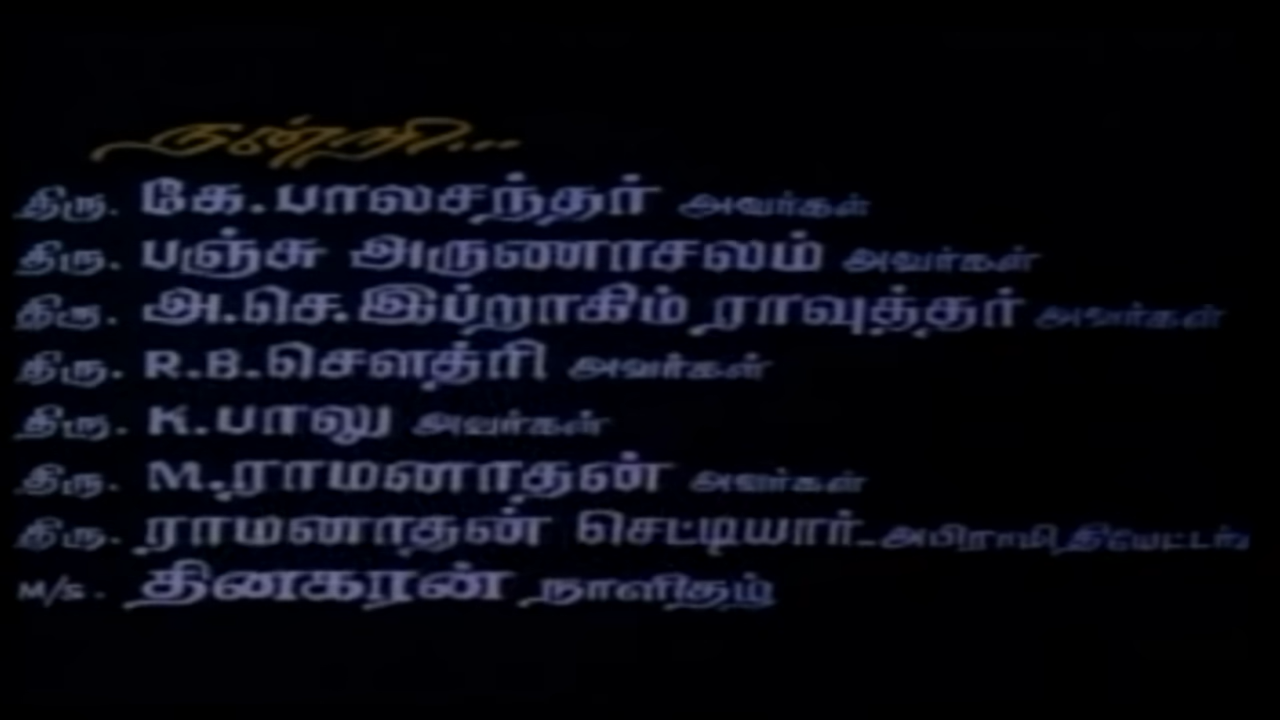 நன்றி...
திரு. கே.பாலசந்தர் அவர்கள்
திரு. பஞ்சு அருணாசலம் அவர்கள்
திரு. அ.செ.இப்றாகிம் ராவுத்தர் அவர்கள்
திரு. R.B.சௌத்ரி அவர்கள்
திரு. K.பாலு அவர்கள்
திரு. M.ராமனாதன் அவர்கள்
திரு. ராமனாதன் செட்டியார்-அபிராமி தியேட்டர்
M/s. தினகரன் நாளிதழ்